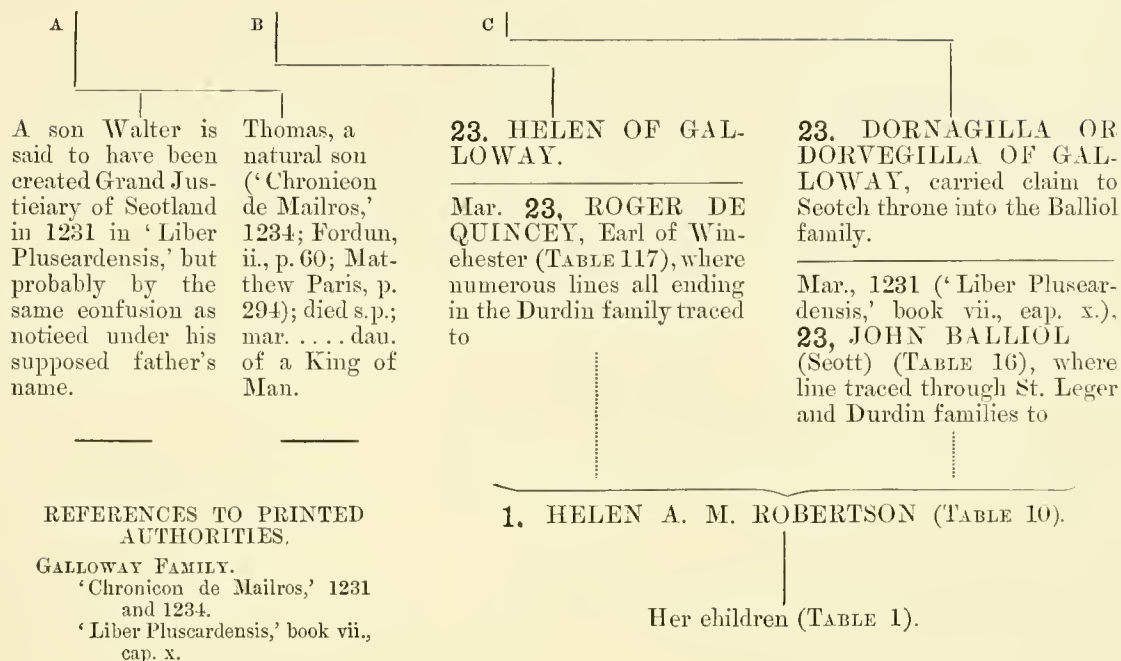 A
B
C
A son Walter is
said to have been
created Grand Jus-
ticiary of Scotland
in 1231 in ‘Liber
Pluscardensis,’ but
probably by the
same confusion as
noticed under his
supposed father's
name.
Thomas, a
natural son
(‘Chronicon
de Mailros,’
1234; Fordun,
ii., p. 60; Mat-
thew Paris, p.
294); died s.p.;
mar. .... dau.
of a King of
Man.
23. HELEN OF GAL-
LOWAY.
Mar. 23, ROGER DE
QUINCEY, Earl of Win-
chester (TABLE 117), where
numerous lines all ending
in the Durdin family traced
to
23. DORNAGILLA OR
DORVEGILLA OF GAL-
LOWAY, carried claim to
Scotch throne into the Balliol
family.
Mar., 1231 (‘Liber Pluscar-
densis,’ book vii., cap. x.),
23, JOHN BALLIOL
(Scott) (TABLE 16), where
line traced through St. Leger
and Durdin families to
1. HELEN A. M. ROBERTSON (TABLE 10).
Her children (TABLE 1).
REFERENCES TO PRINTED
AUTHORITIES.
GALLOWAY FAMILY.
‘Chronicon de Mailros,’ 1231
and 1234.
‘Liber Pluscardensis,’ book vii.,
cap. x.